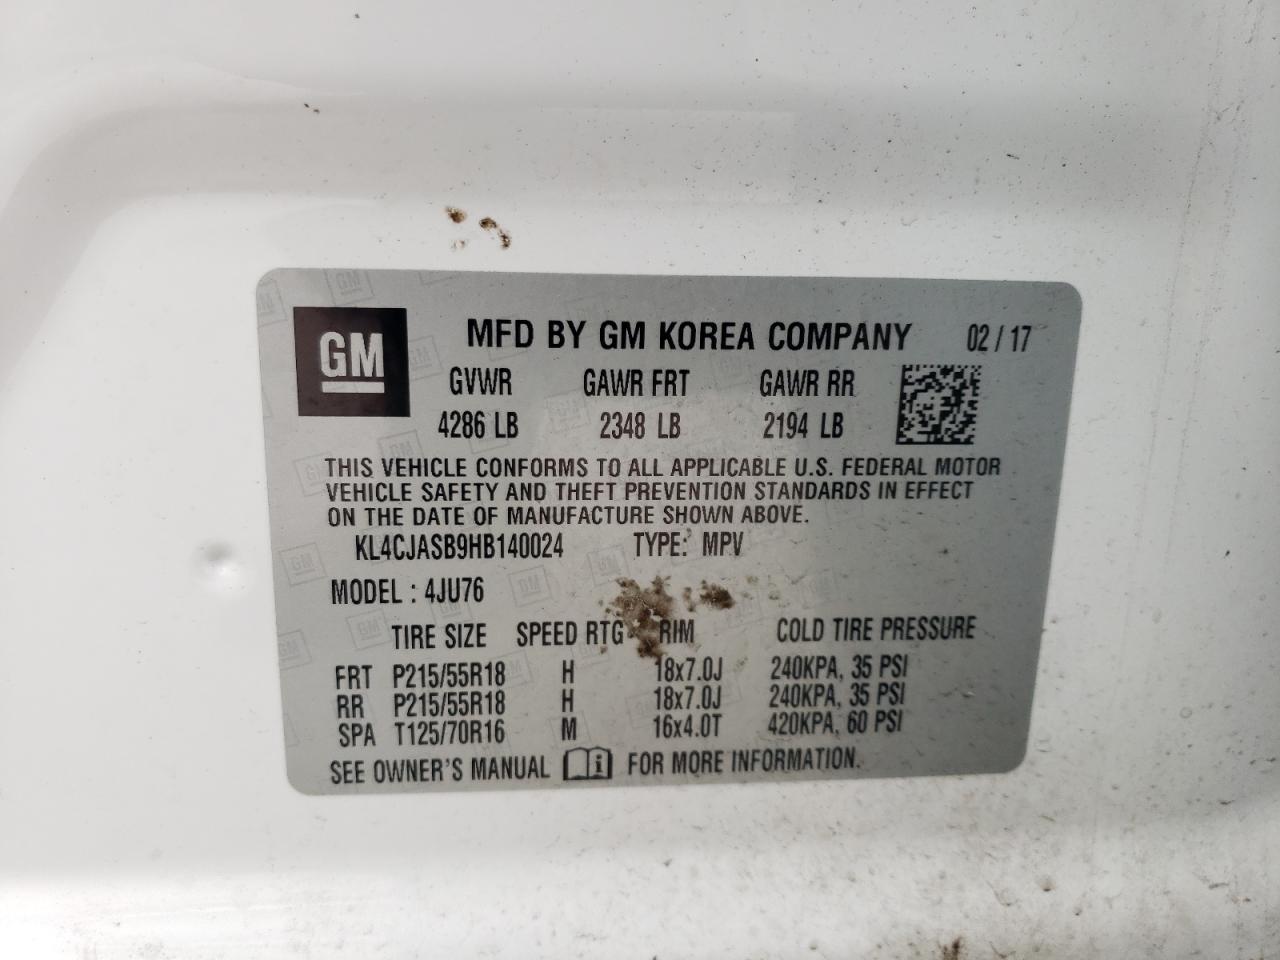 GM
MFD BY GM KOREA COMPANY 02 / 17
GVWR GAWR FRT GAWR RR
4286 LB 2348 LB 2194 LB
THIS VEHICLE CONFORMS TO ALL APPLICABLE U.S. FEDERAL MOTOR
VEHICLE SAFETY AND THEFT PREVENTION STANDARDS IN EFFECT
ON THE DATE OF MANUFACTURE SHOWN ABOVE.
KL4CJASB9HB140024 TYPE: MPV
MODEL : 4JU76
TIRE SIZE SPEED RTG RIM COLD TIRE PRESSURE
FRT P215/55R18 H 18x7.0J 240KPA, 35 PSI
RR P215/55R18 H 18x7.0J 240KPA, 35 PSI
SPA T125/70R16 M 16x4.0T 420KPA, 60 PSI
SEE OWNER'S MANUAL i FOR MORE INFORMATION.